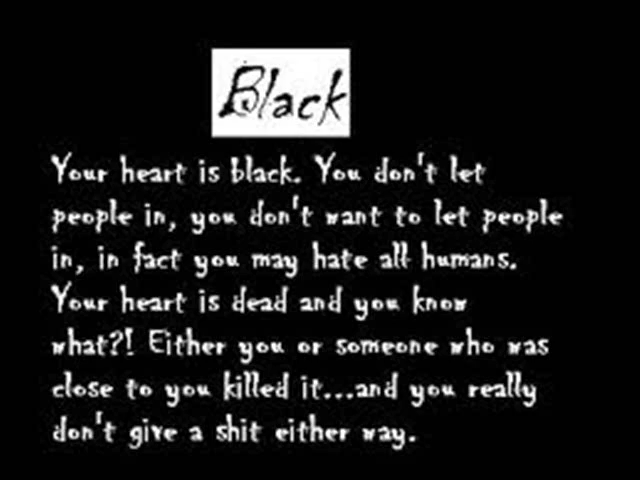 Black
Your heart is black. You don't let
people in, you don't want to let people
in, in fact you may hate all humans.
Your heart is dead and you know
what?! Either you or someone who was
close to you killed it...and you really
don't give a shit either way.